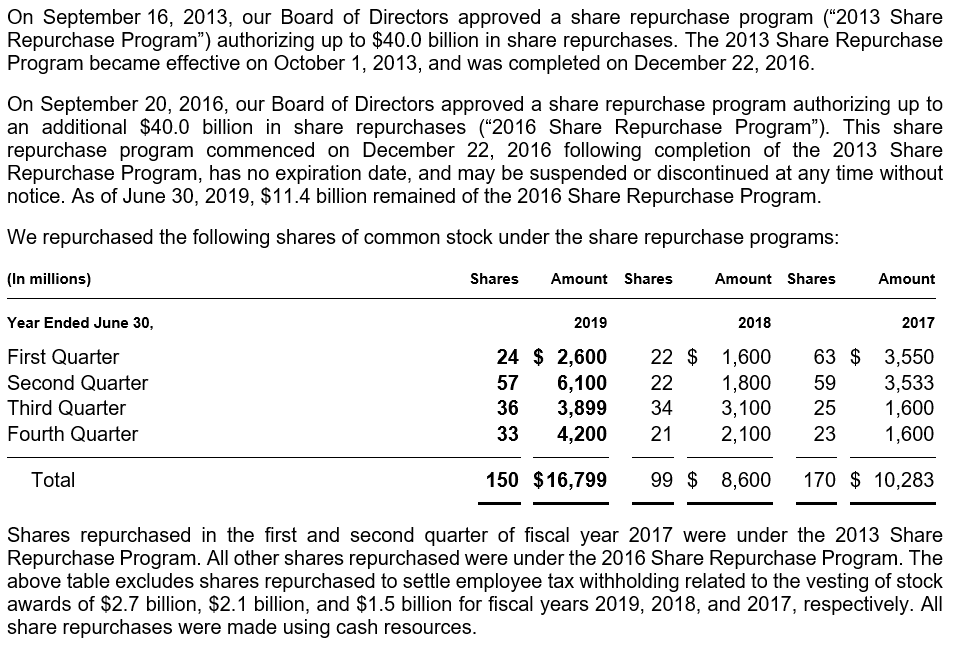 On September 16, 2013, our Board of Directors approved a share repurchase program (“2013 Share
Repurchase Program”) authorizing up to $40.0 billion in share repurchases. The 2013 Share Repurchase
Program became effective on October 1, 2013, and was completed on December 22, 2016.
On September 20, 2016, our Board of Directors approved a share repurchase program authorizing up to
an additional $40.0 billion in share repurchases (“2016 Share Repurchase Program”). This share
repurchase program commenced on December 22, 2016 following completion of the 2013 Share
Repurchase Program, has no expiration date, and may be suspended or discontinued at any time without
notice. As of June 30, 2019, $11.4 billion remained of the 2016 Share Repurchase Program.
We repurchased the following shares of common stock under the share repurchase programs:
(In millions) Shares Amount Shares Amount Shares Amount
Year Ended June 30, 2019 2018 2017
First Quarter 24 $ 2,600 22 $ 1,600 63 $ 3,550
Second Quarter 57 6,100 22 1,800 59 3,533
Third Quarter 36 3,899 34 3,100 25 1,600
Fourth Quarter 33 4,200 21 2,100 23 1,600
Total 150 $16,799 99 $ 8,600 170 $ 10,283
Shares repurchased in the first and second quarter of fiscal year 2017 were under the 2013 Share
Repurchase Program. All other shares repurchased were under the 2016 Share Repurchase Program. The
above table excludes shares repurchased to settle employee tax withholding related to the vesting of stock
awards of $2.7 billion, $2.1 billion, and $1.5 billion for fiscal years 2019, 2018, and 2017, respectively. All
share repurchases were made using cash resources.